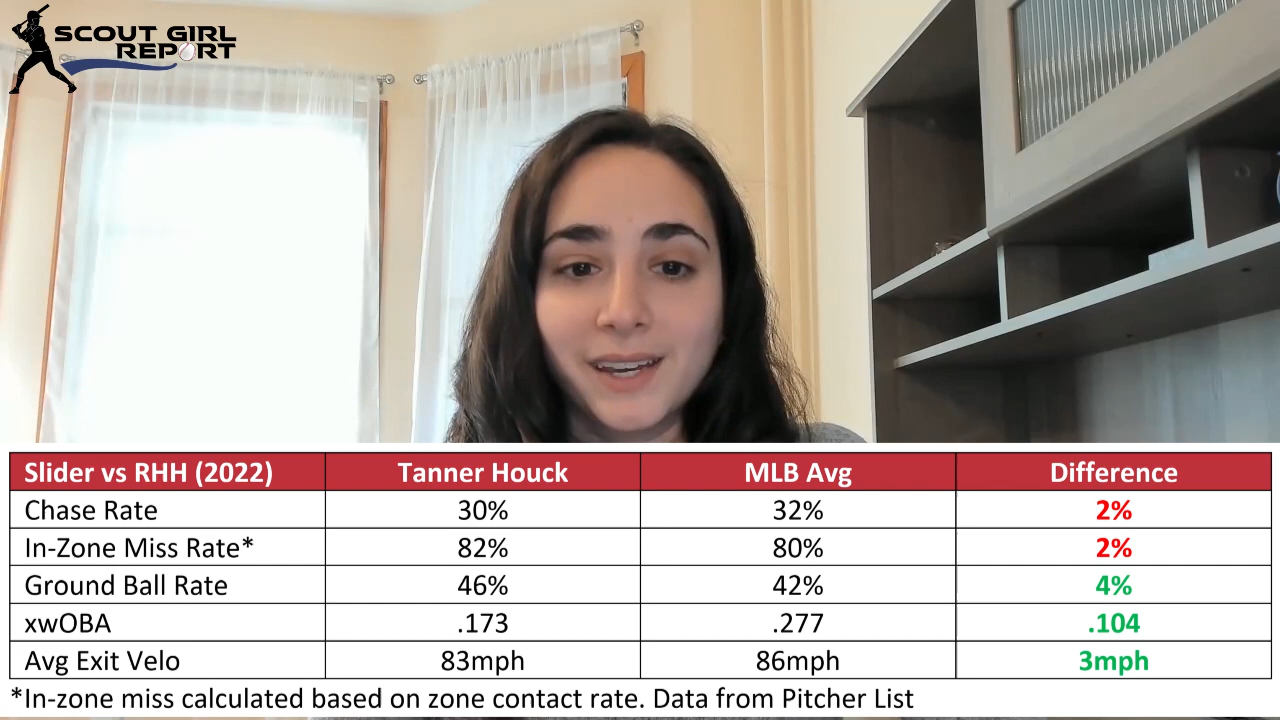 SCOUT GIRL
REPORT
Slider vs RHH (2022) Tanner Houck MLB Avg Difference
Chase Rate 30% 32% 2%
In-Zone Miss Rate* 82% 80% 2%
Ground Ball Rate 46% 42% 4%
xwOBA .173 .277 .104
Avg Exit Velo 83mph 86mph 3mph
*In-zone miss calculated based on zone contact rate. Data from Pitcher List